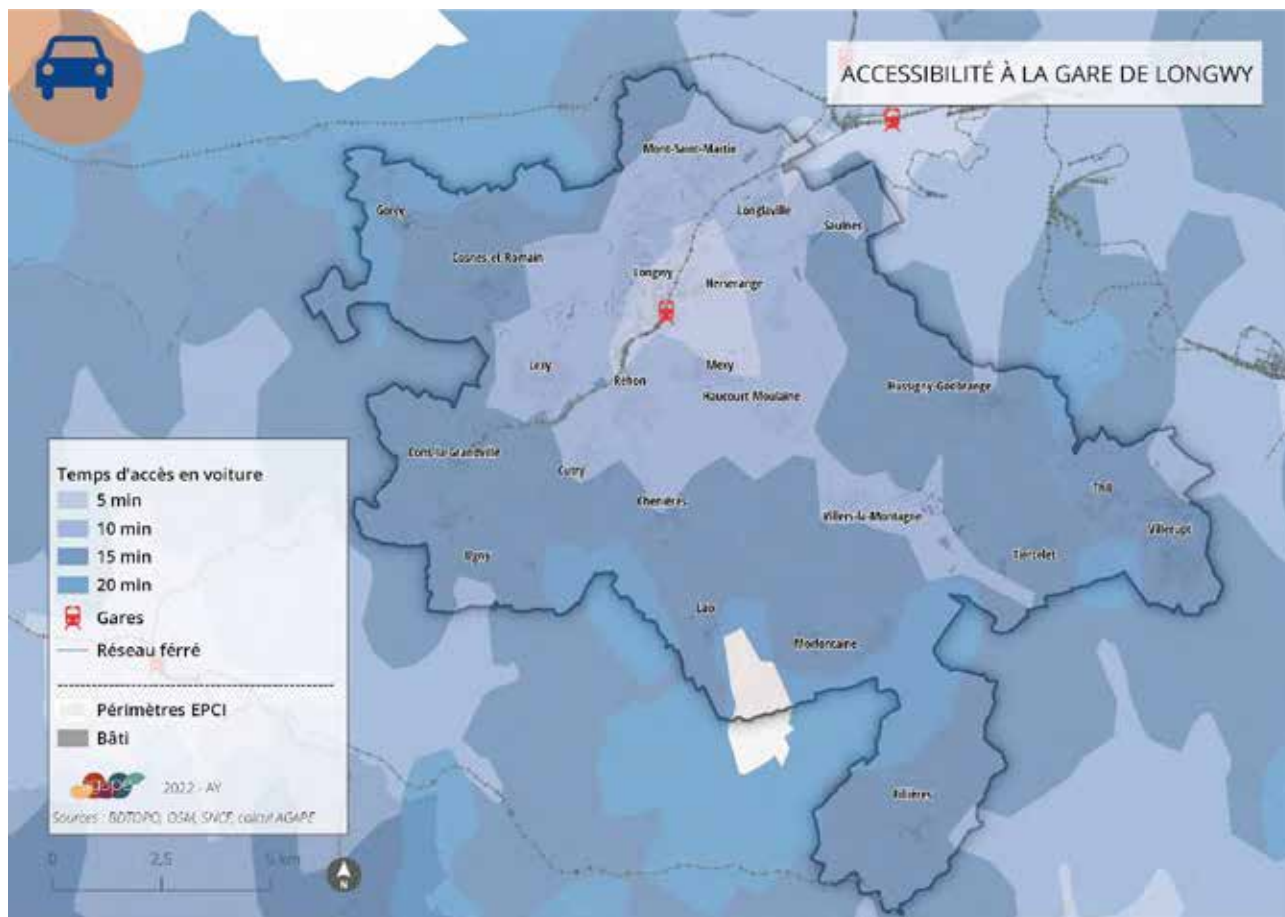 ACCESSIBILITÉ À LA GARE DE LONGWY
Mont-Saint-Martin
Gorcy
Longlaville
Saulnes
Cosnes et Romain
Longwy
Herserange
Lexy
Réhon
Mexy
Haucourt Moulaine
Hussigny-Godbrange
Cons-la-Grandville
Cutry
Chenières
Villers-la-Montagne
Thil
Villerupt
Tiercelet
Ugny
Laix
Morfontaine
Fillières
Temps d'accès en voiture
5 min
10 min
15 min
20 min
Gares
Réseau férré
Périmètres EPCI
Bâti
agape
2022 - AY
Sources : BDTOPO, OSM, SNCF, calcul AGAPE
0 2,5 5 km
N